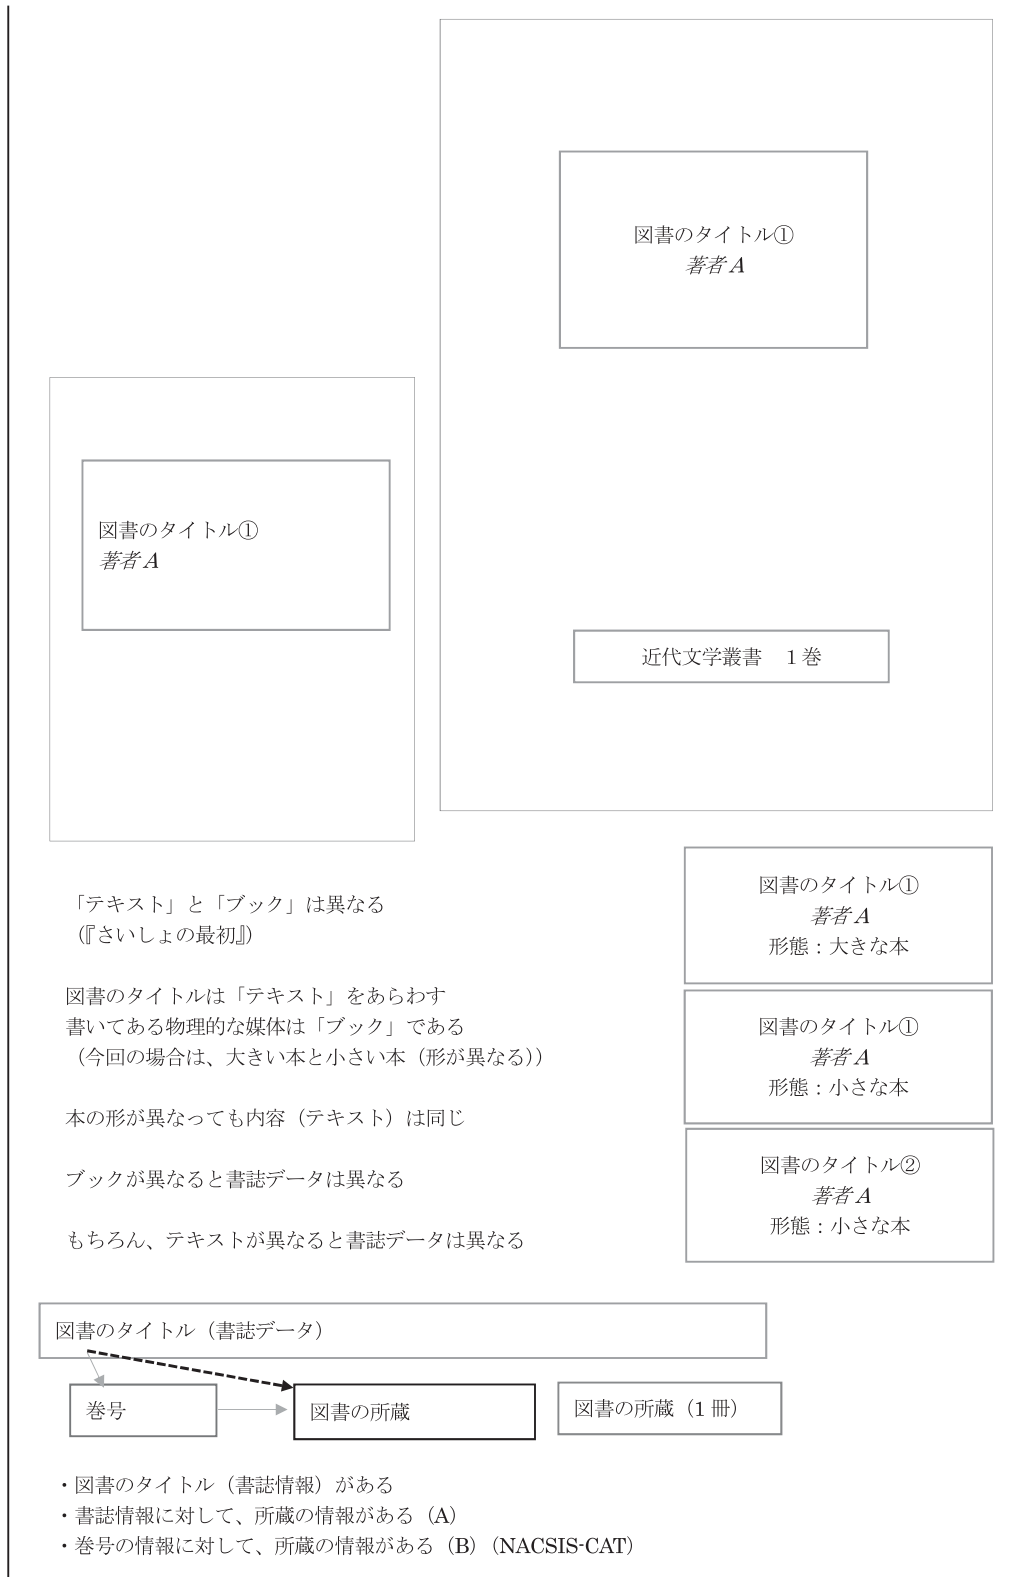 図書のタイトル①
著者 A
図書のタイトル①
著者 A
近代文学叢書　１巻
「テキスト」と「ブック」は異なる
（『さいしょの最初』）
図書のタイトルは「テキスト」をあらわす
書いてある物理的な媒体は「ブック」である
（今回の場合は、大きい本と小さい本（形が異なる））
本の形が異なっても内容（テキスト）は同じ
ブックが異なると書誌データは異なる
もちろん、テキストが異なると書誌データは異なる
図書のタイトル①
著者 A
形態：大きな本
図書のタイトル①
著者 A
形態：小さな本
図書のタイトル②
著者 A
形態：小さな本
図書のタイトル（書誌データ）
巻号
図書の所蔵
図書の所蔵（1 冊）
・図書のタイトル（書誌情報）がある
・書誌情報に対して、所蔵の情報がある（A）
・巻号の情報に対して、所蔵の情報がある（B）（NACSIS-CAT）